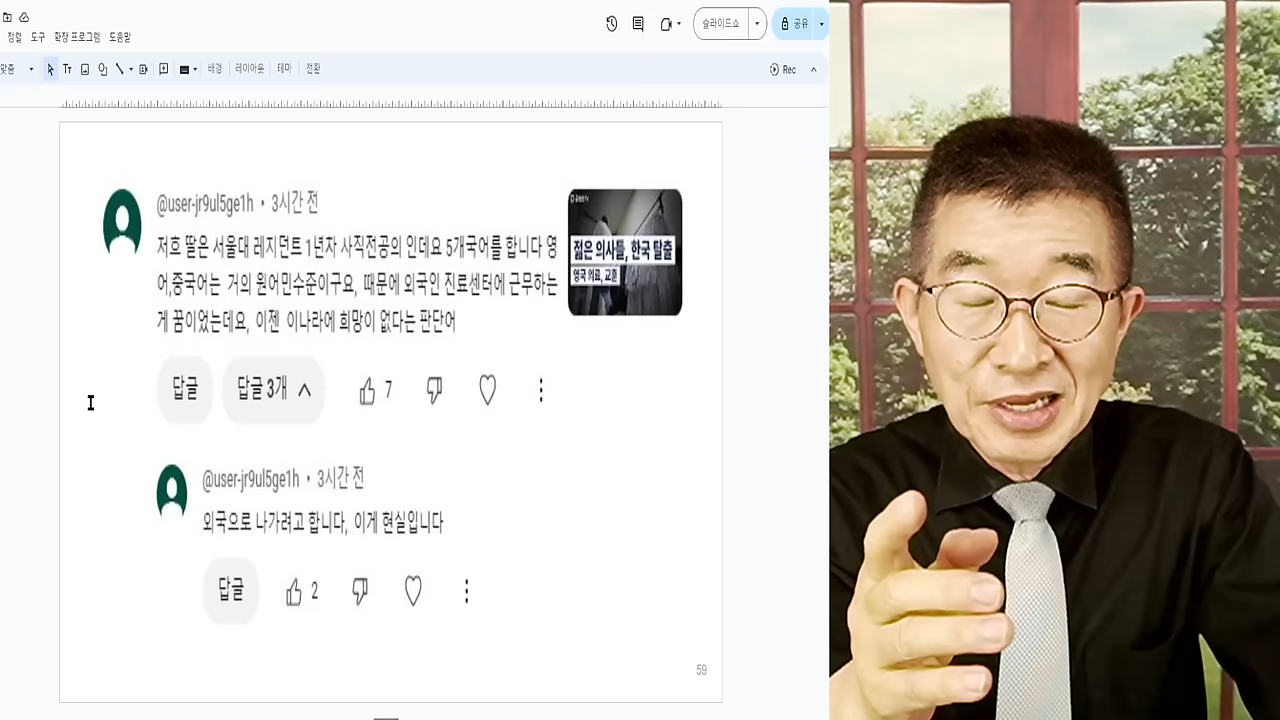 정렬 도구 확장 프로그램 도움말
슬라이드쇼
공유
맞춤
배경 레이아웃 테마 전환
Rec
@user-jr9ul5ge1h • 3시간 전
저흐 딸은 서울대 레지던트 1년차 사직전공의 인데요 5개국어를 합니다 영
어,중국어는 거의 원어민수준이구요, 때문에 외국인 진료센터에 근무하는
게 꿈이었는데요, 이젠 이나라에 희망이 없다는 판단어
젊은 의사들, 한국 탈출
영국 의료, 교훈
답글 답글 3개 7
@user-jr9ul5ge1h • 3시간 전
외국으로 나가려고 합니다, 이게 현실입니다
답글 2
59